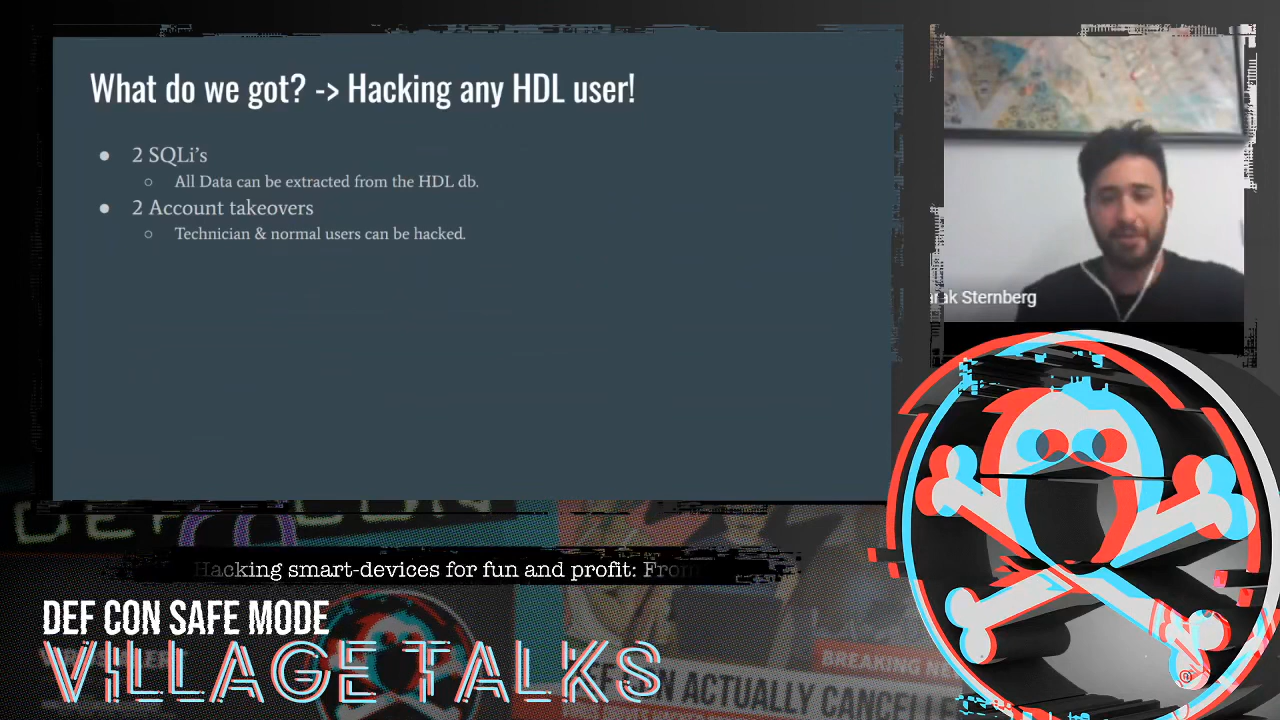 What do we got? -> Hacking any HDL user!
● 2 SQLi's
○ All Data can be extracted from the HDL db.
● 2 Account takeovers
○ Technician & normal users can be hacked.
Sternberg
DEF CON
Hacking smart-devices for fun and profit: From
DEF CON SAFE MODE
VILLAGE TALKS
BREAKING
ACTUALLY
®